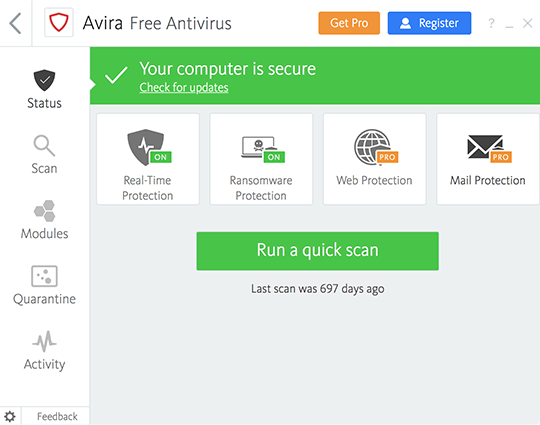 Avira Free Antivirus
Get Pro
Register
?
Your computer is secure
Check for updates
Status
Scan
Modules
Quarantine
Activity
ON
Real-Time
Protection
ON
Ransomware
Protection
PRO
Web Protection
PRO
Mail Protection
Run a quick scan
Last scan was 697 days ago
Feedback